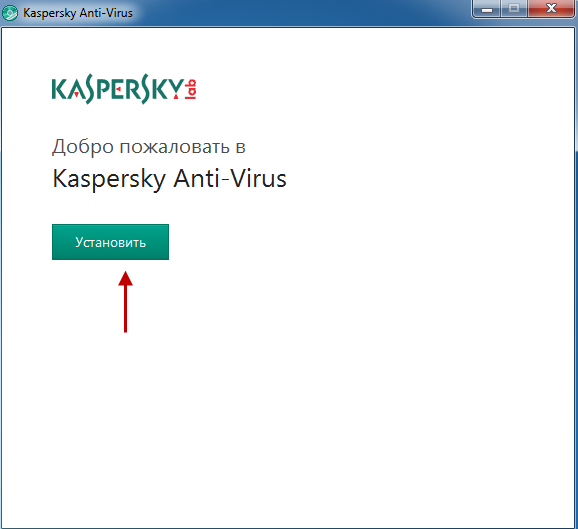 Kaspersky Anti-Virus
KASPERSKY lab
Добро пожаловать в
Kaspersky Anti-Virus
Установить